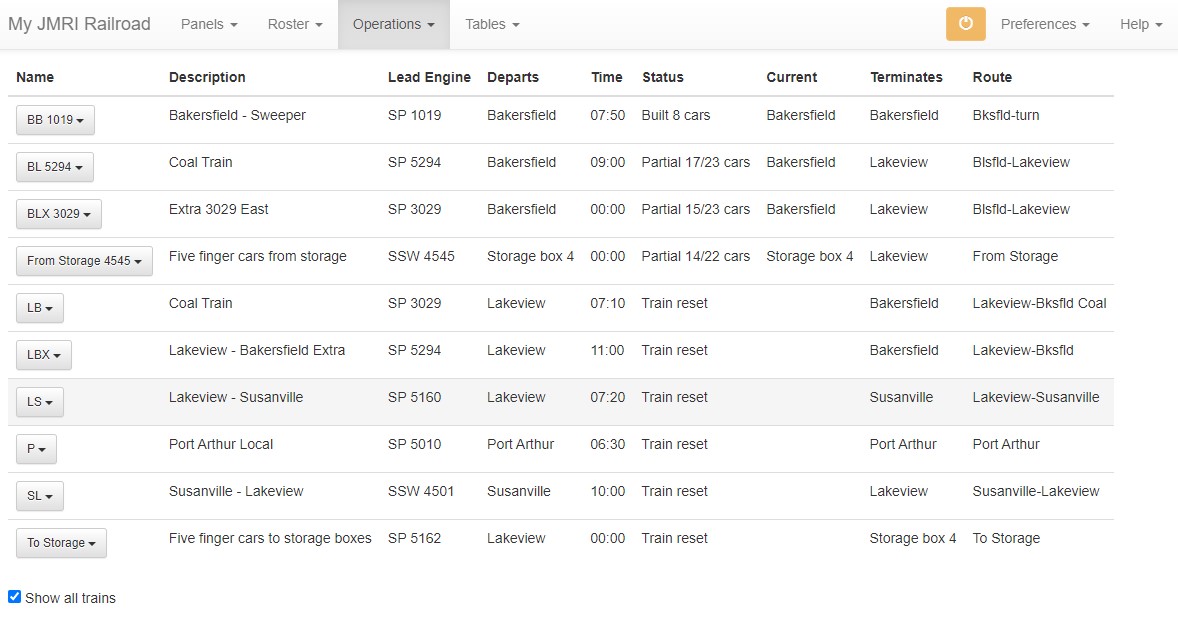 My JMRI Railroad Panels Roster Operations Tables Preferences Help
Name Description Lead Engine Departs Time Status Current Terminates Route
BB 1019 Bakersfield - Sweeper SP 1019 Bakersfield 07:50 Built 8 cars Bakersfield Bakersfield Bksfld-turn
BL 5294 Coal Train SP 5294 Bakersfield 09:00 Partial 17/23 cars Bakersfield Lakeview Blsfld-Lakeview
BLX 3029 Extra 3029 East SP 3029 Bakersfield 00:00 Partial 15/23 cars Bakersfield Lakeview Blsfld-Lakeview
From Storage 4545 Five finger cars from storage SSW 4545 Storage box 4 00:00 Partial 14/22 cars Storage box 4 Lakeview From Storage
LB Coal Train SP 3029 Lakeview 07:10 Train reset Bakersfield Lakeview-Bksfld Coal
LBX Lakeview - Bakersfield Extra SP 5294 Lakeview 11:00 Train reset Bakersfield Lakeview-Bksfld
LS Lakeview - Susanville SP 5160 Lakeview 07:20 Train reset Susanville Lakeview-Susanville
P Port Arthur Local SP 5010 Port Arthur 06:30 Train reset Port Arthur Port Arthur
SL Susanville - Lakeview SSW 4501 Susanville 10:00 Train reset Lakeview Susanville-Lakeview
To Storage Five finger cars to storage boxes SP 5162 Lakeview 00:00 Train reset Storage box 4 To Storage
Show all trains